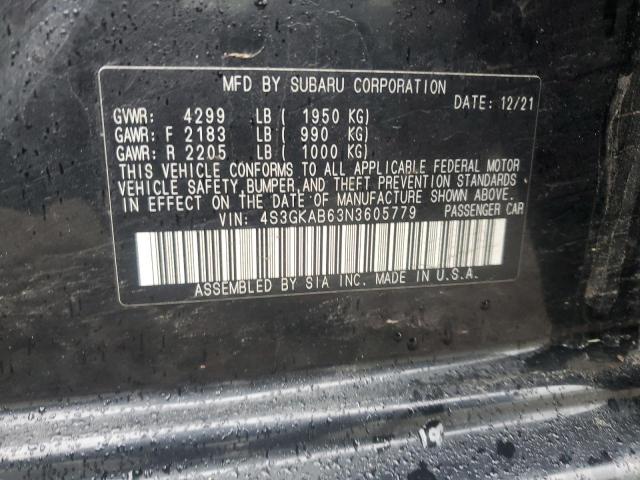 MFD BY SUBARU CORPORATION
DATE: 12/21
GVWR: 4299 LB ( 1950 KG)
GAWR: F 2183 LB ( 990 KG)
GAWR: R 2205 LB ( 1000 KG)
THIS VEHICLE CONFORMS TO ALL APPLICABLE FEDERAL MOTOR
VEHICLE SAFETY, BUMPER, AND THEFT PREVENTION STANDARDS
IN EFFECT ON THE DATE OF MANUFACTURE SHOWN ABOVE.
VIN: 4S3GKAB63N3605779 PASSENGER CAR
ASSEMBLED BY SIA INC. MADE IN U.S.A.